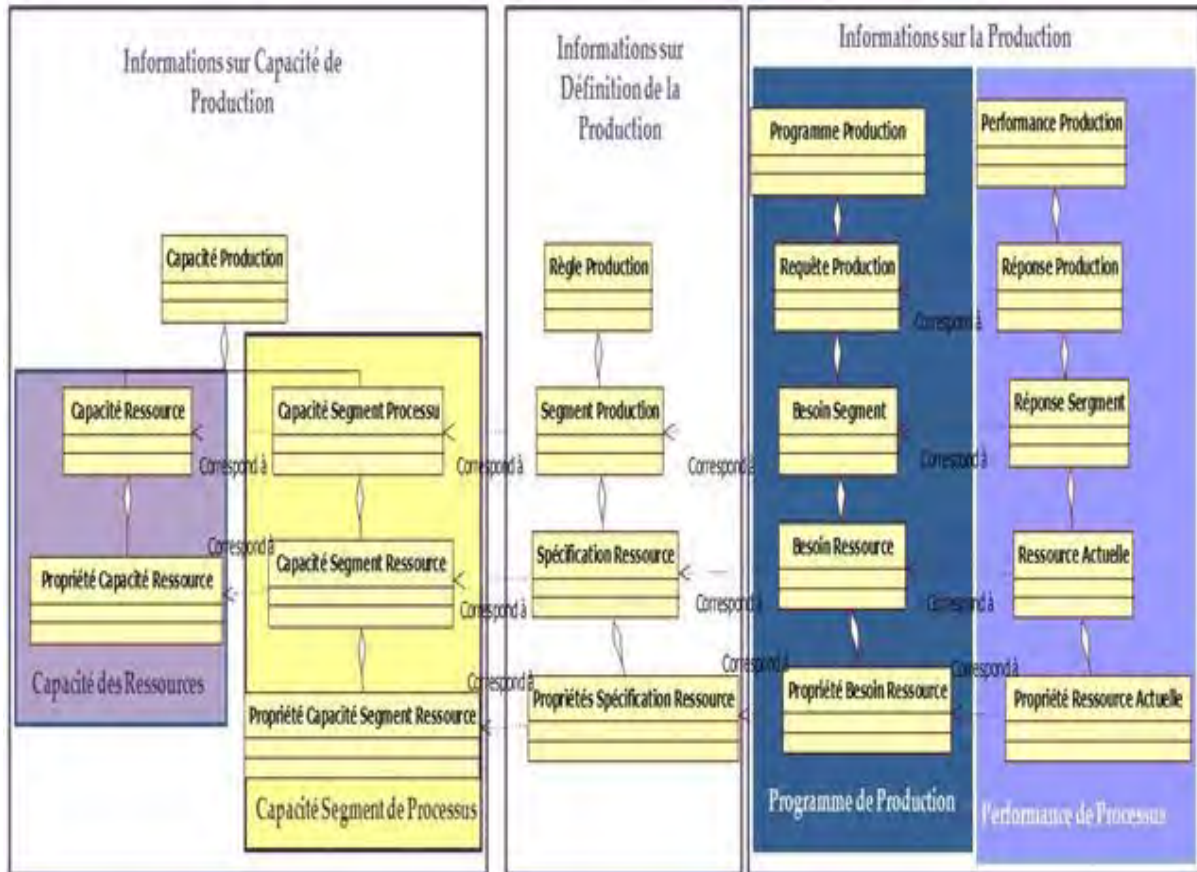 Informations sur Capacité de
Production
Capacité Production
Capacité Ressource
Correspond à
Correspond à
Propriété Capacité Ressource
Capacité des Ressources
Capacité Segment Processu
Correspond à
Capacité Segment Ressource
Correspond à
Correspond à
Propriété Capacité Segment Ressource
Capacité Segment de Processus
Informations sur
Définition de la
Production
Règle Production
Segment Production
Correspond à
Spécification Ressource
Correspond à
Correspond à
Propriétés Spécification Ressource
Informations sur la Production
Programme Production
Requête Production
Correspond à
Besoin Segment
Correspond à
Besoin Ressource
Correspond à
Correspond à
Propriété Besoin Ressource
Programme de Production
Performance Production
Réponse Production
Réponse Sergment
Ressource Actuelle
Propriété Ressource Actuelle
Performance de Processus